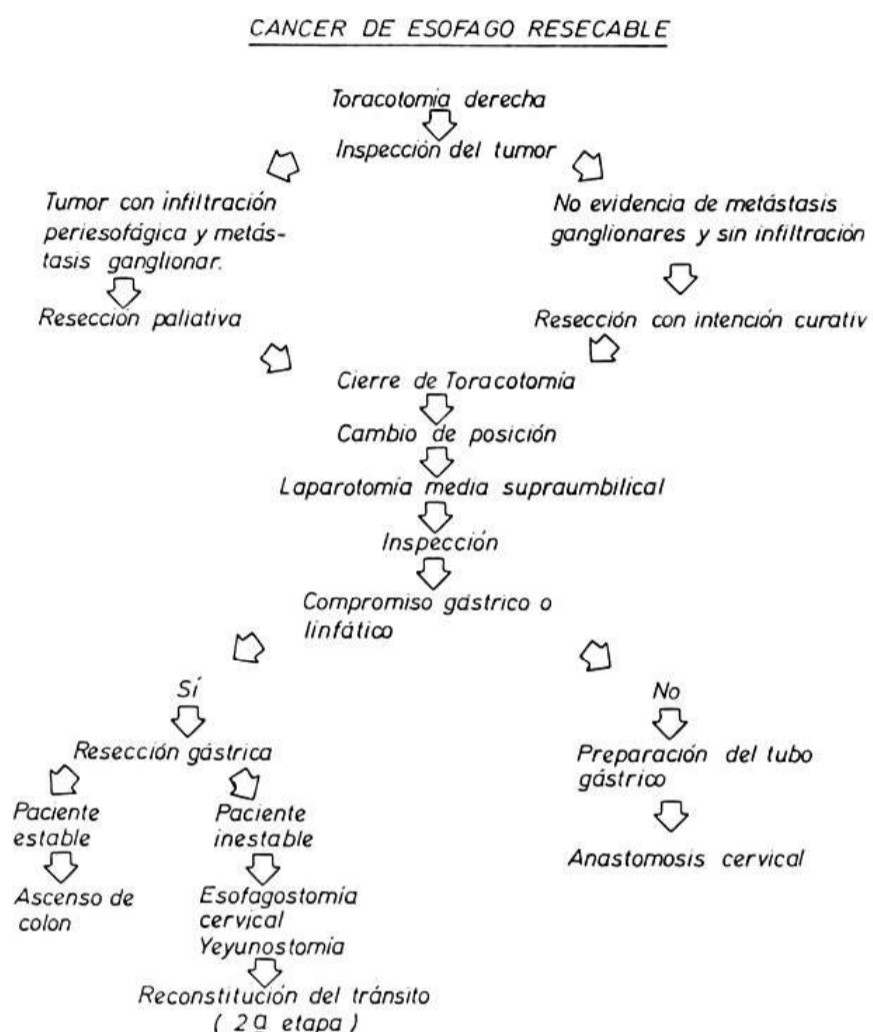 CANCER DE ESOFAGO RESECABLE
Toracotomia derecha
Inspección del tumor
Tumor con infiltración
periesofágica y metás-
tasis ganglionar.
No evidencia de metástasis
ganglionares y sin infiltración
Resección paliativa
Resección con intención curativ
Cierre de Toracotomía
Cambio de posición
Laparotomía media supraumbilical
Inspección
Compromiso gástrico o
linfático
Sí
No
Resección gástrica
Preparación del tubo
gástrico
Paciente
estable
Paciente
inestable
Anastomosis cervical
Ascenso de
colon
Esofagostomía
cervical
Yeyunostomía
Reconstitución del tránsito
( 2ª etapa )